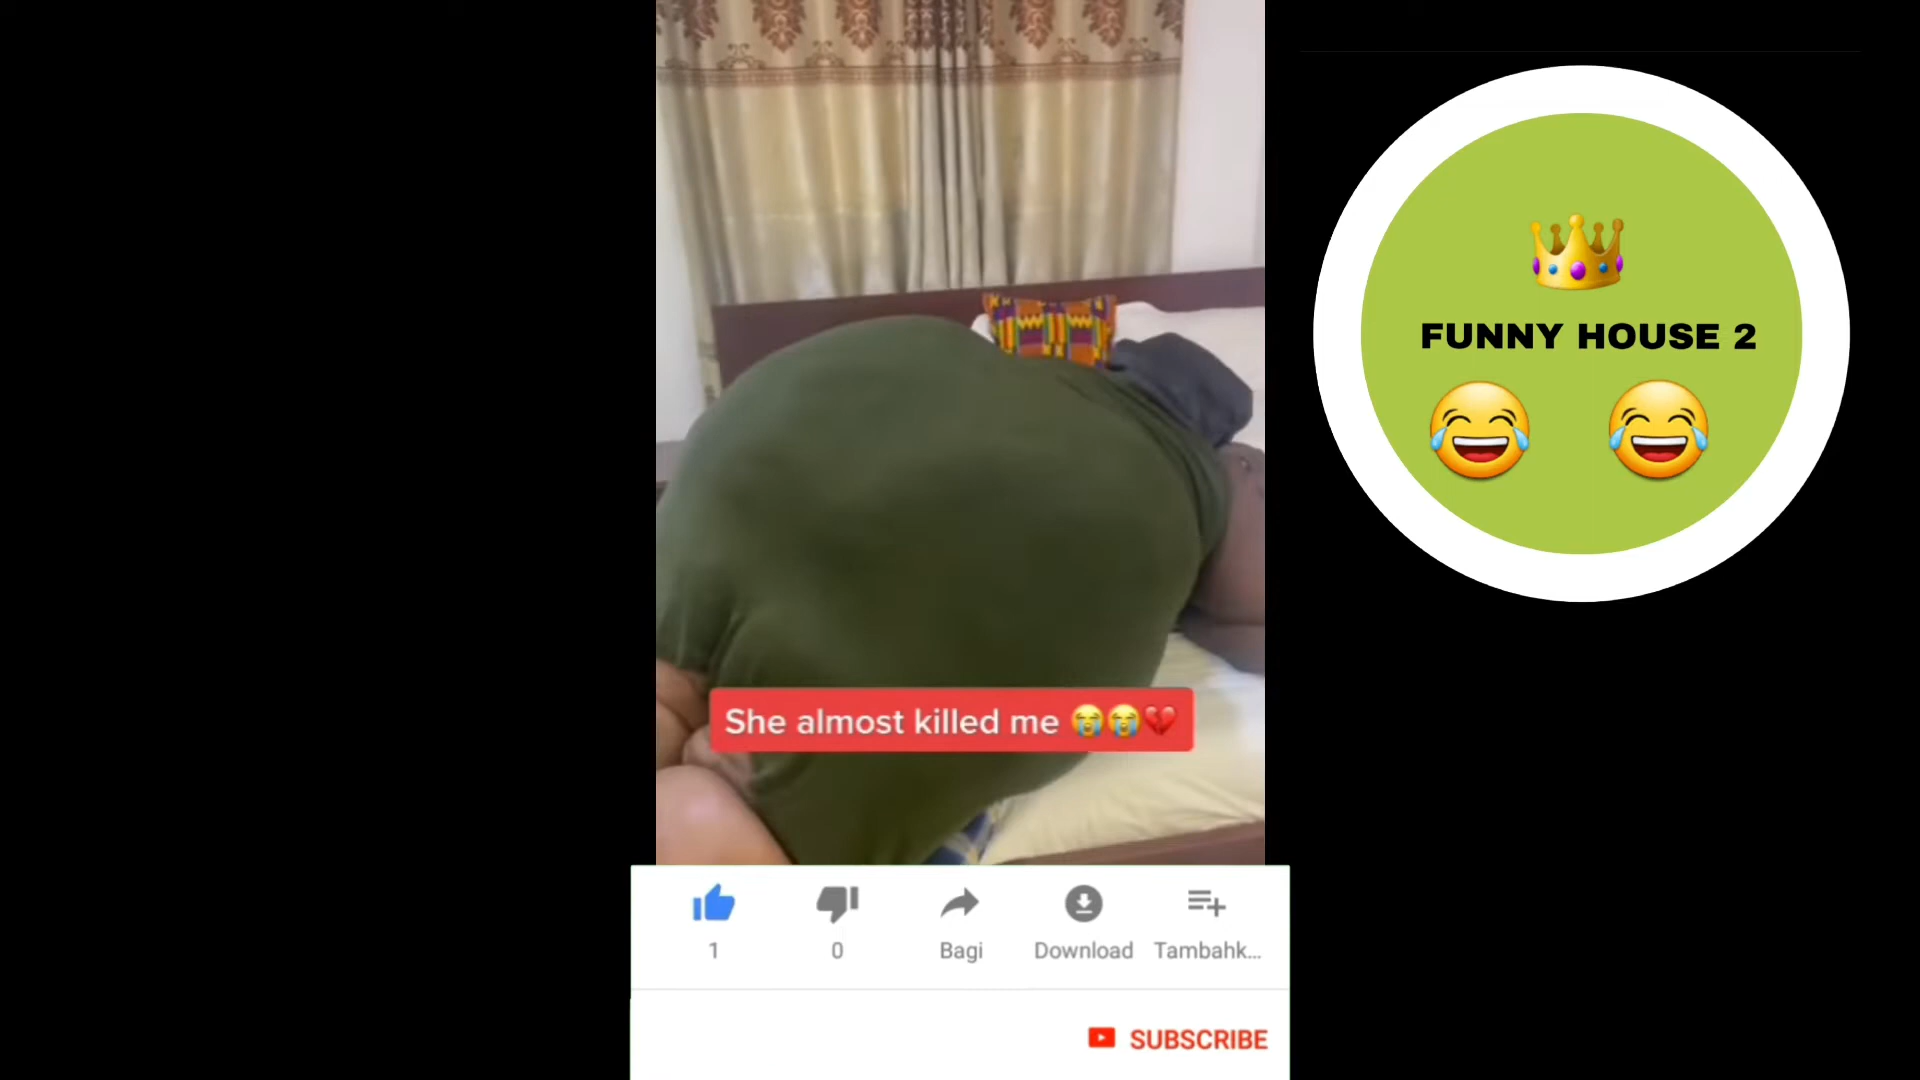 FUNNY HOUSE 2
She almost killed me 😭😭💔
1
0
Bagi
Download
Tambahk...
SUBSCRIBE